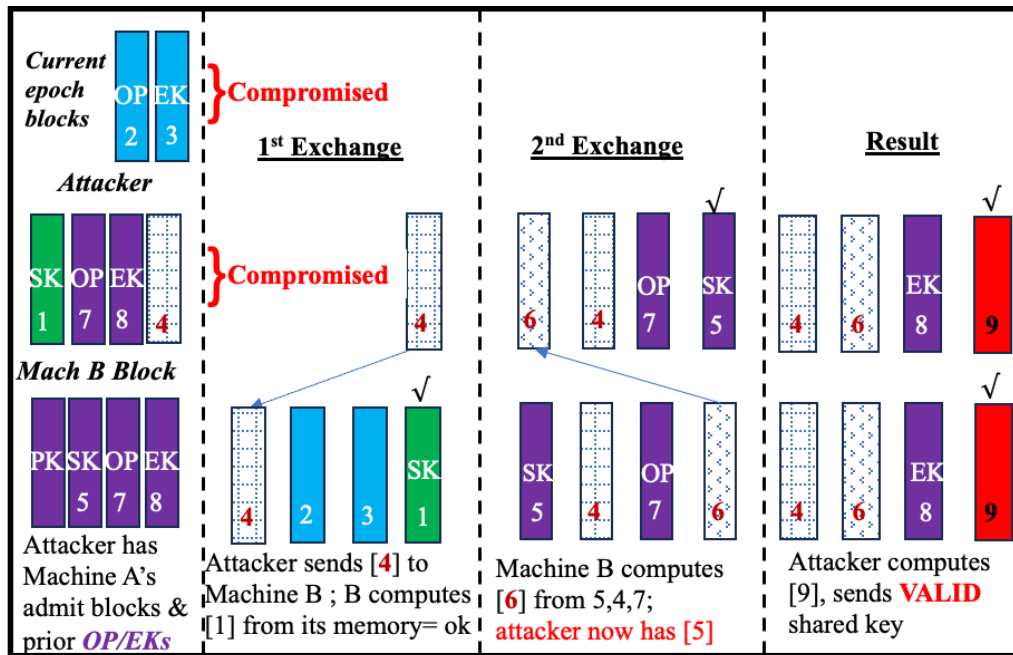 Current
epoch
blocks
OP
2
EK
3
Compromised
Attacker
SK
1
OP
7
EK
8
4
Compromised
Mach B Block
PK
SK
5
OP
7
EK
8
Attacker has
Machine A’s
admit blocks &
prior OP/EKs
1st Exchange
4
√
4
2
3
SK
1
Attacker sends [4] to
Machine B ; B computes
[1] from its memory= ok
2nd Exchange
√
6
4
OP
7
SK
5
SK
5
4
OP
7
6
Machine B computes
[6] from 5,4,7;
attacker now has [5]
Result
√
4
6
EK
8
9
√
4
6
EK
8
9
Attacker computes
[9], sends VALID
shared key